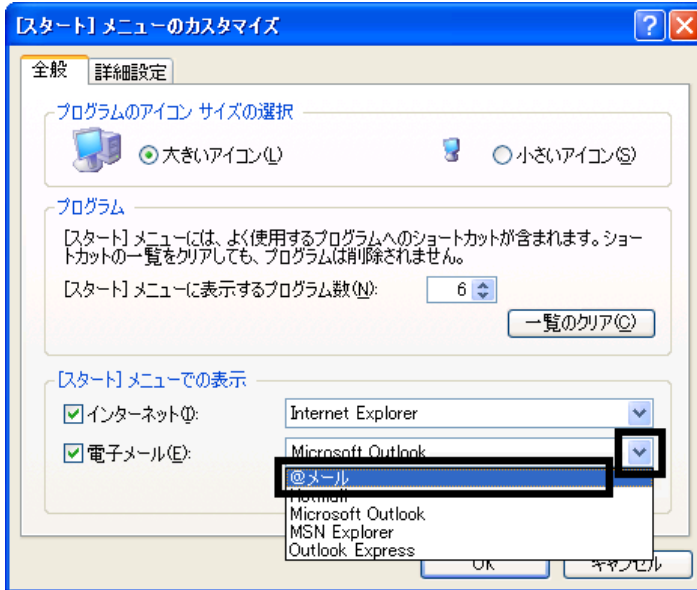 [スタート] メニューのカスタマイズ
全般
詳細設定
プログラムのアイコン サイズの選択
大きいアイコン(L)
小さいアイコン(S)
プログラム
[スタート] メニューには、よく使用するプログラムへのショートカットが含まれます。ショー
トカットの一覧をクリアしても、プログラムは削除されません。
[スタート] メニューに表示するプログラム数(N):
6
一覧のクリア(C)
[スタート] メニューでの表示
インターネット(I):
Internet Explorer
電子メール(E):
Microsoft Outlook
@メール
Hotmail
Microsoft Outlook
MSN Explorer
Outlook Express
OK
キャンセル